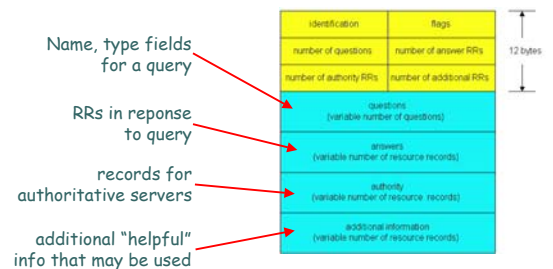 Name, type fields
for a query
RRs in reponse
to query
records for
authoritative servers
additional “helpful”
info that may be used
identification
flags
number of questions
number of answer RRs
number of authority RRs
number of additional RRs
12 bytes
questions
(variable number of questions)
answers
(variable number of resource records)
authority
(variable number of resource records)
additional information
(variable number of resource records)